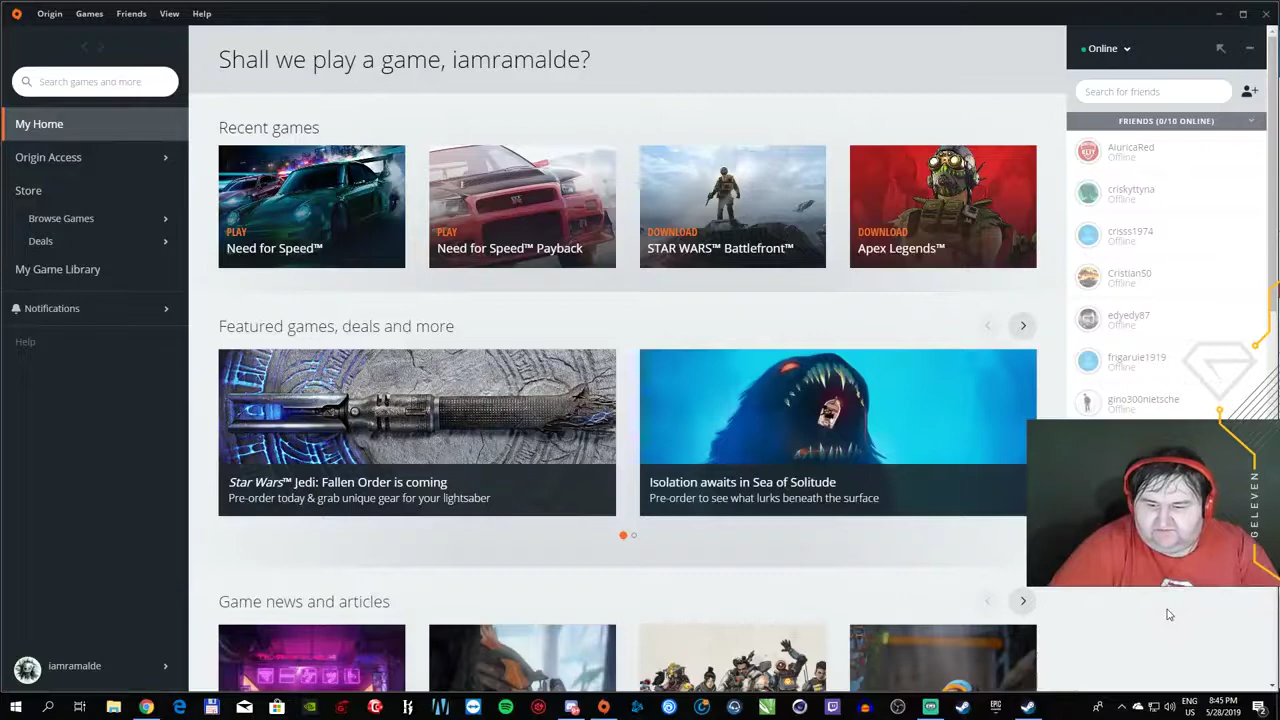 Origin Games Friends View Help
Search games and more
My Home
Origin Access
Store
Browse Games
Deals
My Game Library
Notifications
Help
iamramalde
Shall we play a game, iamramalde?
Recent games
PLAY
Need for Speed™
PLAY
Need for Speed™ Payback
DOWNLOAD
STAR WARS™ Battlefront™
DOWNLOAD
Apex Legends™
Featured games, deals and more
Star Wars™ Jedi: Fallen Order is coming
Pre-order today & grab unique gear for your lightsaber
Isolation awaits in Sea of Solitude
Pre-order to see what lurks beneath the surface
Game news and articles
Online
Search for friends
FRIENDS (0/10 ONLINE)
AiuricaRed
Offline
criskyttyna
Offline
crisss1974
Offline
Cristian50
Offline
edyedy87
Offline
frigaruie1919
Offline
gino300nietsche
Offline
GELEVEN
ENG
US
8:45 PM
5/28/2019